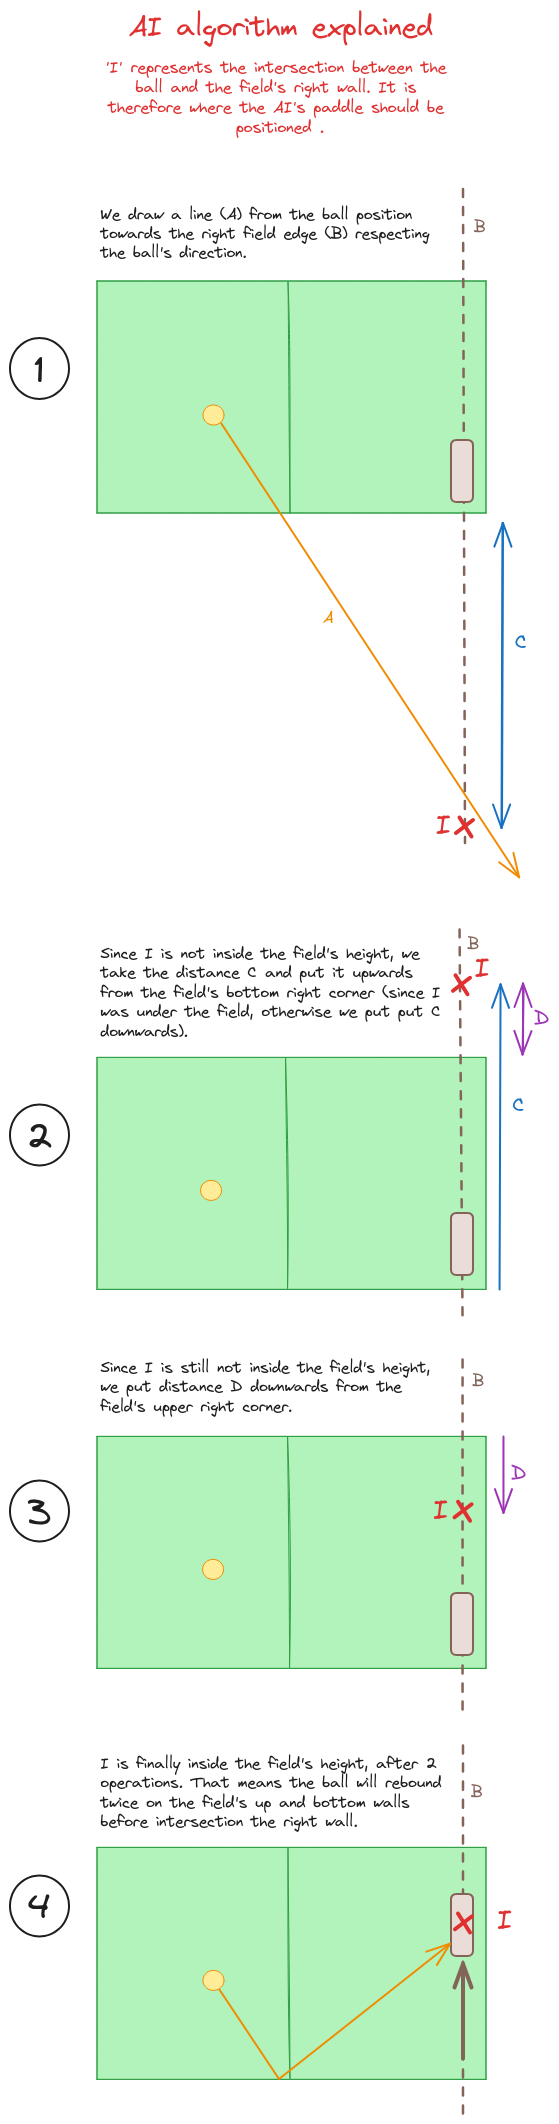 AI algorithm explained
'I' represents the intersection between the
ball and the field's right wall. It is
therefore where the AI's paddle should be
positioned .
We draw a line (A) from the ball position
towards the right field edge (B) respecting
the ball's direction.
B
1
A
C
I
Since I is not inside the field's height, we
take the distance C and put it upwards
from the field's bottom right corner (since I
was under the field, otherwise we put put C
downwards).
B
I
D
C
2
Since I is still not inside the field's height,
we put distance D downwards from the
field's upper right corner.
B
D
I
3
I is finally inside the field's height, after 2
operations. That means the ball will rebound
twice on the field's up and bottom walls
before intersection the right wall.
B
4
I